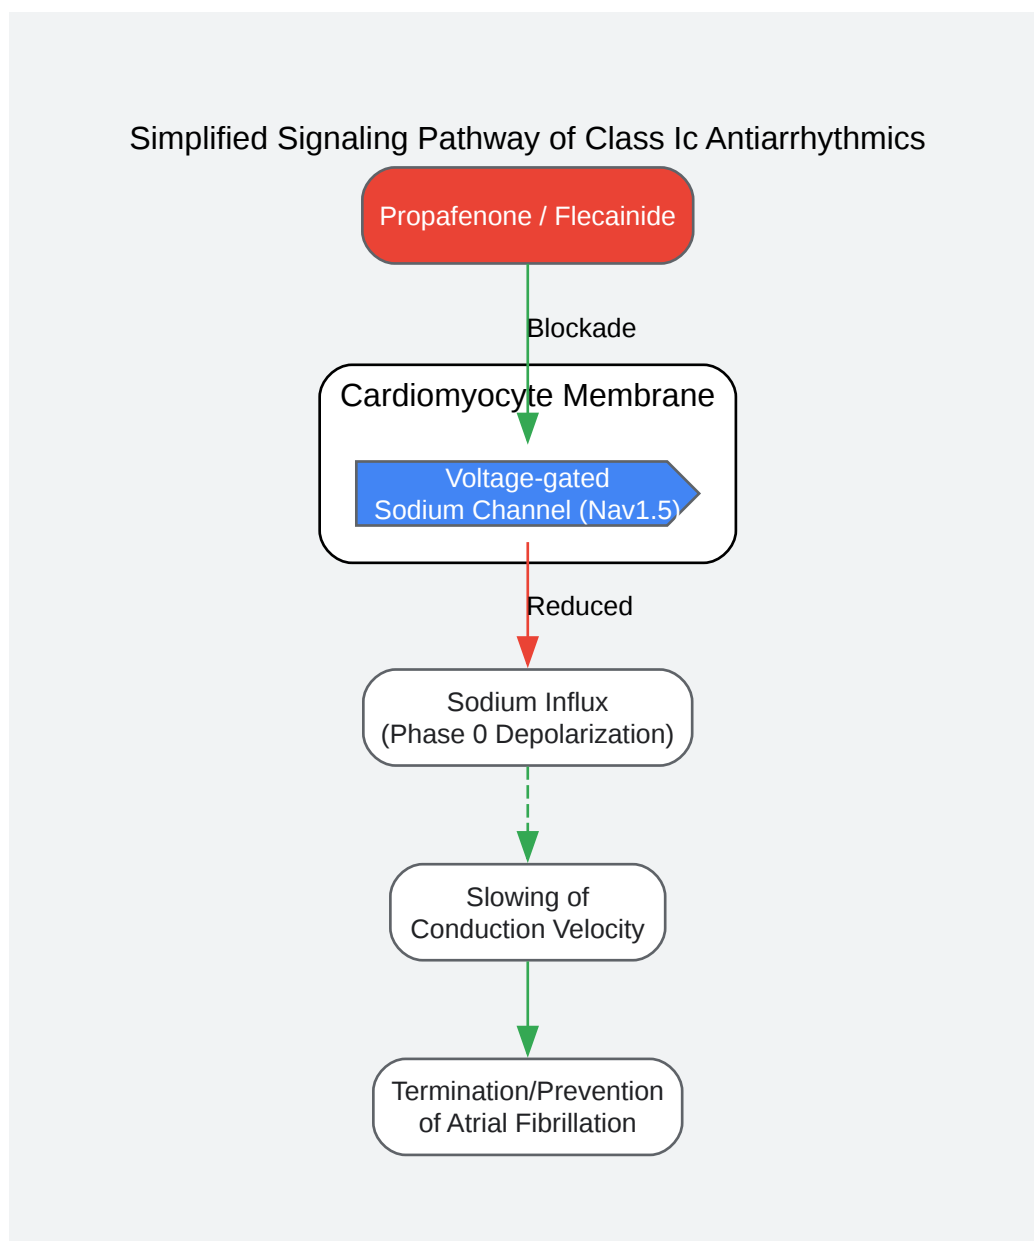 Simplified Signaling Pathway of Class Ic Antiarrhythmics
Propafenone / Flecainide
Blockade
Cardiomyocyte Membrane
Voltage-gated
Sodium Channel (Nav1.5)
Reduced
Sodium Influx
(Phase 0 Depolarization)
Slowing of
Conduction Velocity
Termination/Prevention
of Atrial Fibrillation